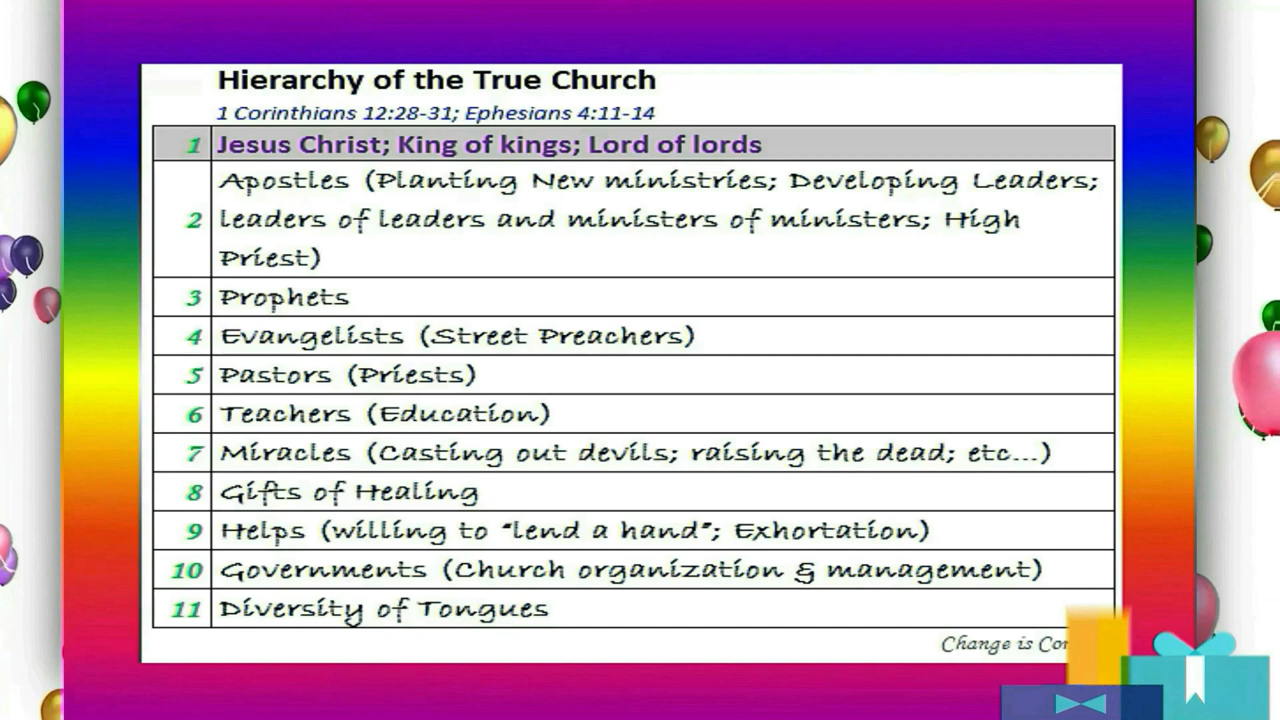 Hierarchy of the True Church
1 Corinthians 12:28-31; Ephesians 4:11-14
1 Jesus Christ; King of kings; Lord of lords
Apostles (Planting New ministries; Developing Leaders;
2 leaders of leaders and ministers of ministers; High
Priest)
3 Prophets
4 Evangelists (Street Preachers)
5 Pastors (Priests)
6 Teachers (Education)
7 Miracles (Casting out devils; raising the dead; etc...)
8 Gifts of Healing
9 Helps (willing to "lend a hand"; Exhortation)
10 Governments (Church organization & management)
11 Diversity of Tongues
Change is